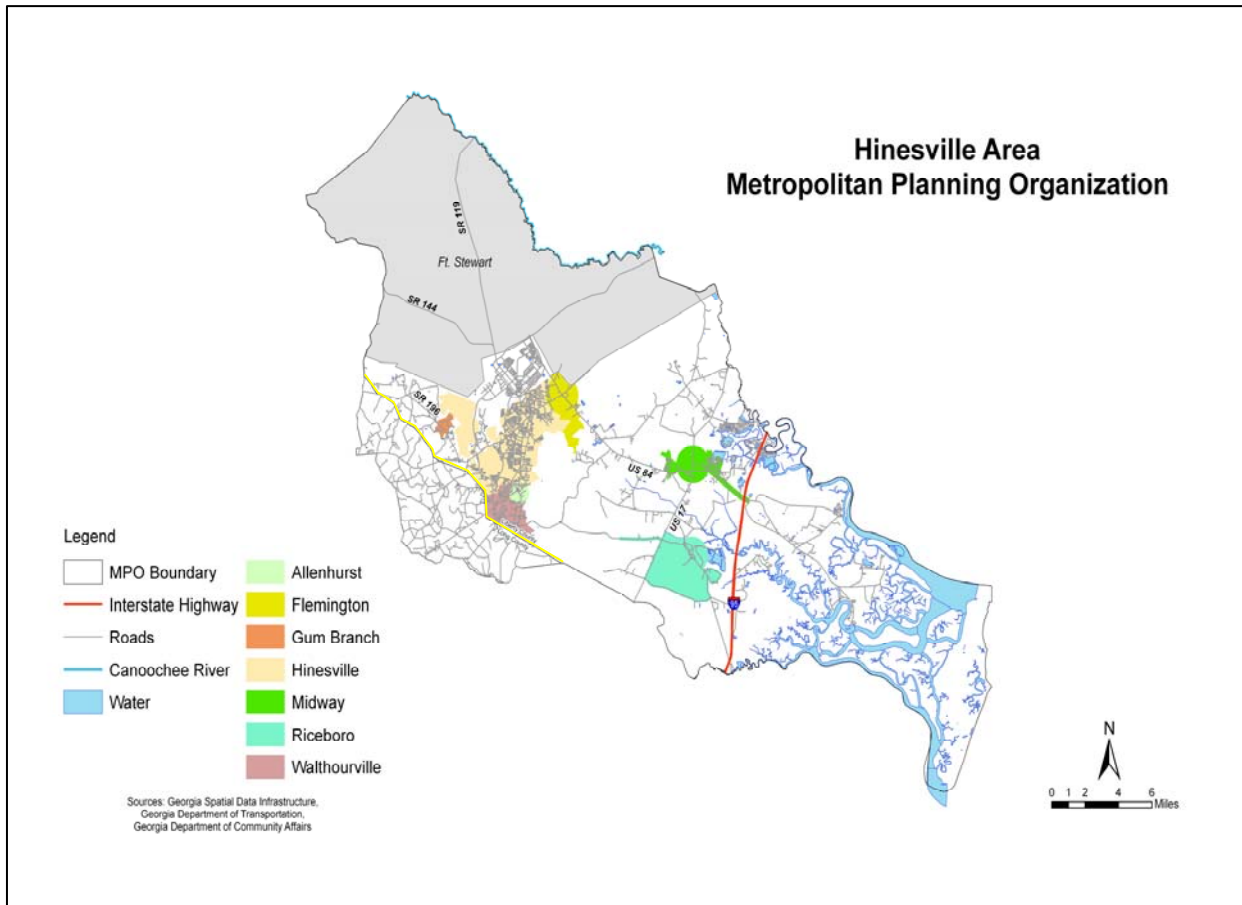 Hinesville Area
Metropolitan Planning Organization
SR 119
Ft. Stewart
SR 144
SR 196
US 84
US 17
95
Legend
MPO Boundary
Interstate Highway
Roads
Canoochee River
Water
Allenhurst
Flemington
Gum Branch
Hinesville
Midway
Riceboro
Walthourville
Sources: Georgia Spatial Data Infrastructure,
Georgia Department of Transportation,
Georgia Department of Community Affairs
N
0 1 2 4 6
Miles